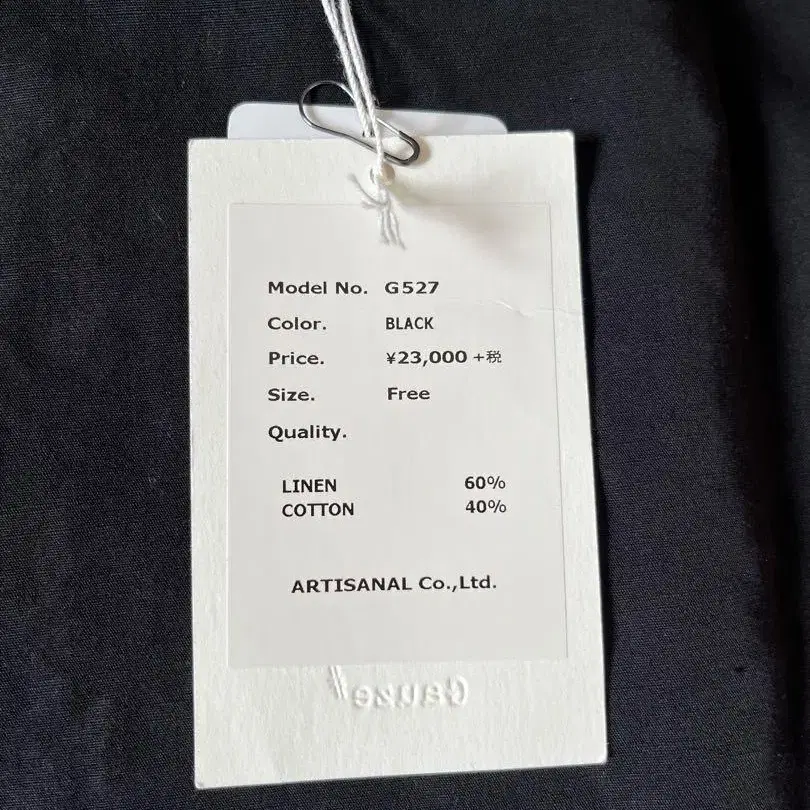 Model No. G527
Color. BLACK
Price. ¥23,000 +税
Size. Free
Quality.
LINEN 60%
COTTON 40%
ARTISANAL Co.,Ltd.
Gauze#